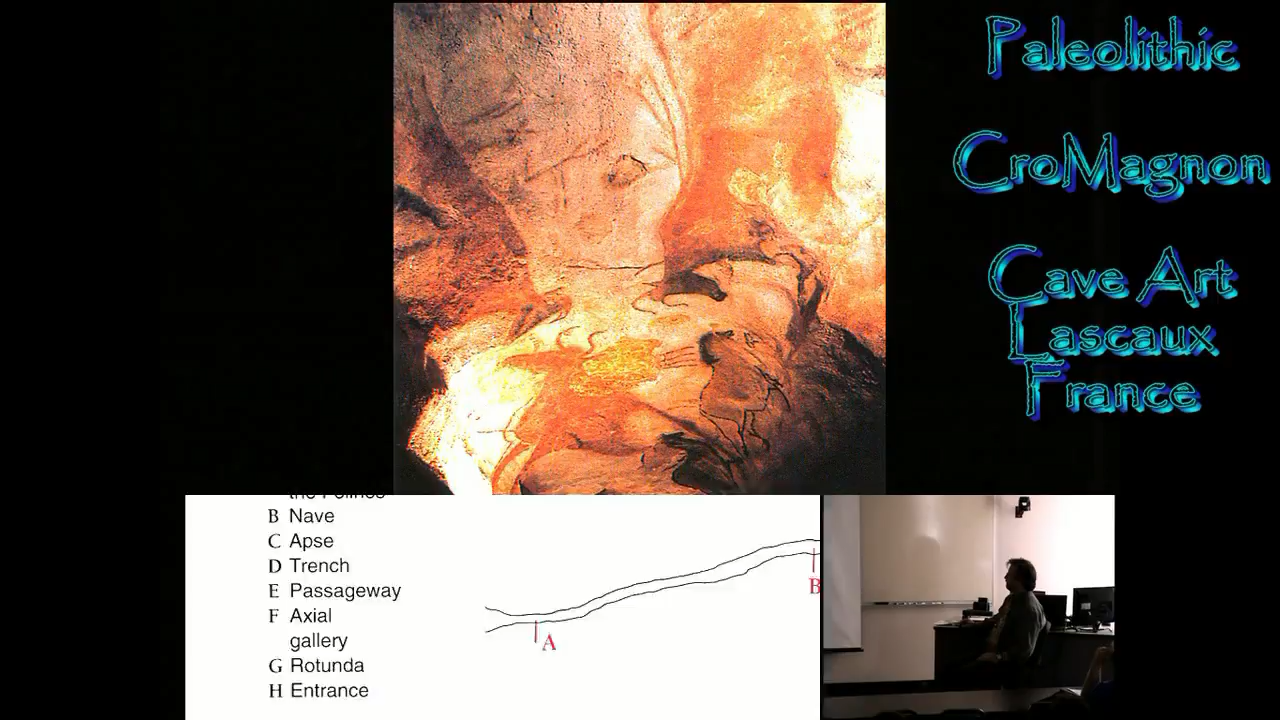 Paleolithic
CroMagnon
Cave Art
Lascaux
France
B Nave
C Apse
D Trench
E Passageway
F Axial
gallery
G Rotunda
H Entrance
A
B